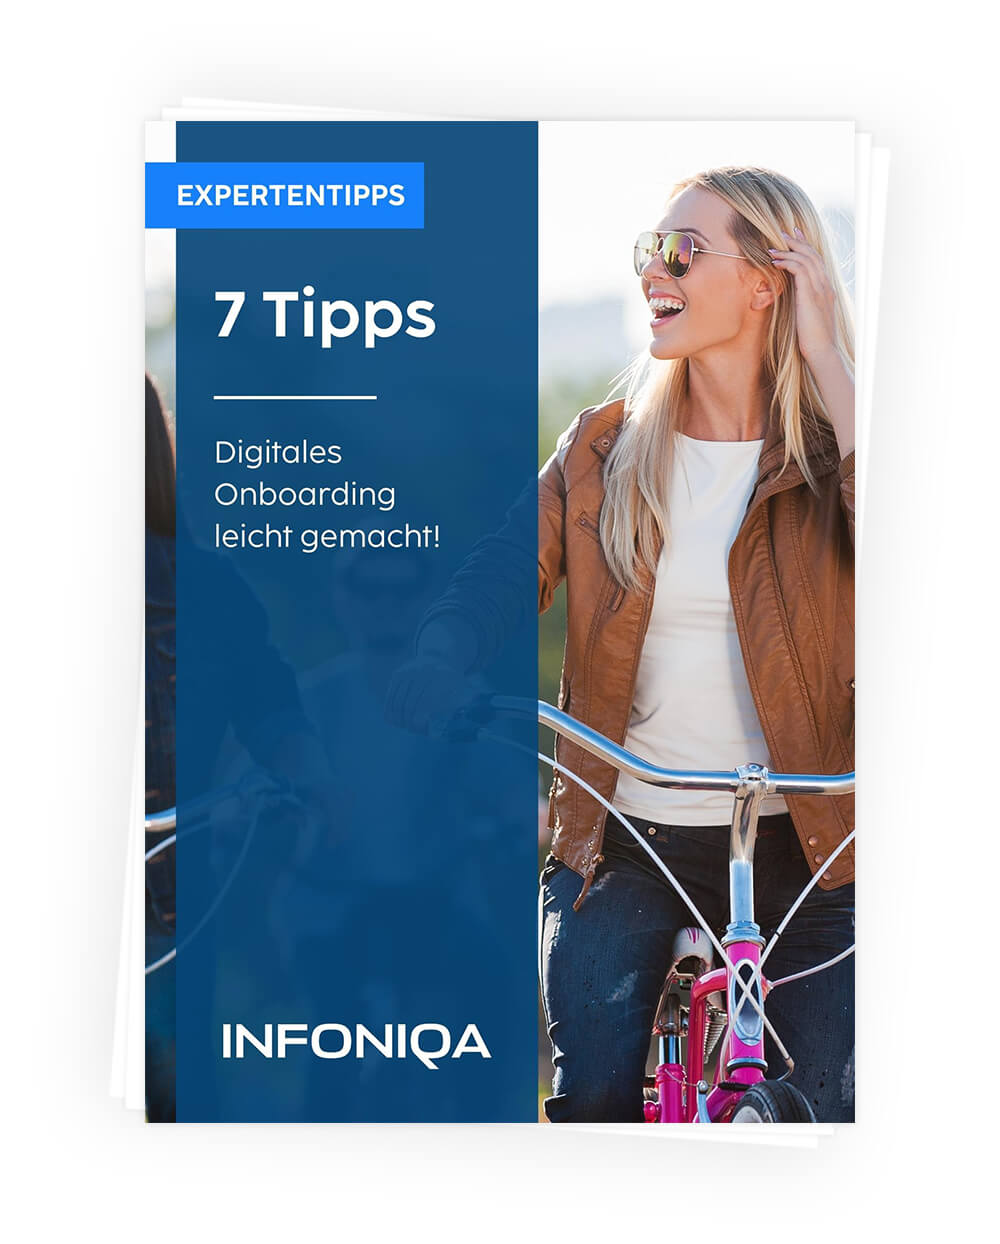 EXPERTENTIPPS
7 Tipps
Digitales
Onboarding
leicht gemacht!
INFONIQA